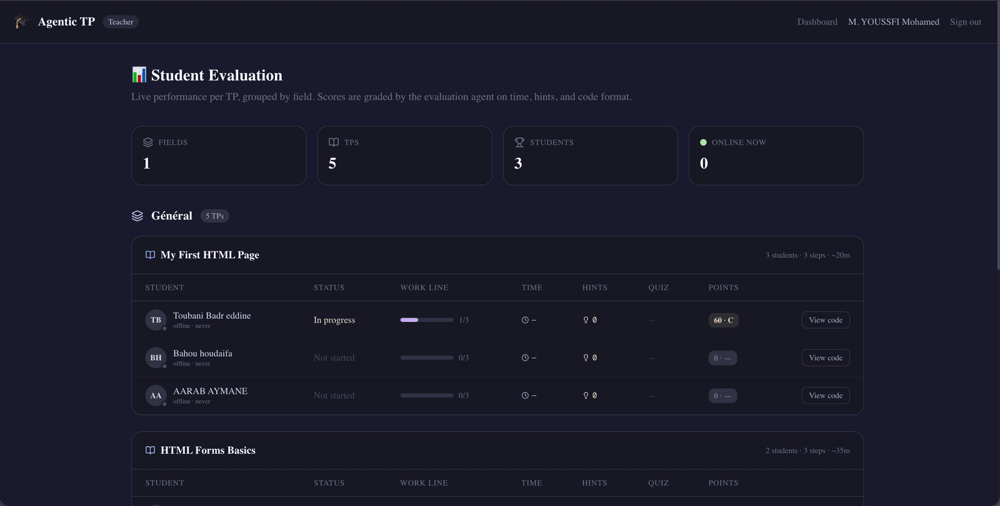 Agentic TP Teacher Dashboard M. YOUSSFI Mohamed Sign out
Student Evaluation
Live performance per TP, grouped by field. Scores are graded by the evaluation agent on time, hints, and code format.
FIELDS TPS STUDENTS ONLINE NOW
1 5 3 0
Général 5 TPs
My First HTML Page 3 students · 3 steps · ~20m
STUDENT STATUS WORK LINE TIME HINTS QUIZ POINTS
TB Toubani Badr eddine In progress 1/3 – 0 — 60 · C View code
offline · never
BH Bahou houdaifa Not started 0/3 – 0 — 0 · — View code
offline · never
AA AARAB AYMANE Not started 0/3 – 0 — 0 · — View code
offline · never
HTML Forms Basics 2 students · 3 steps · ~35m
STUDENT STATUS WORK LINE TIME HINTS QUIZ POINTS